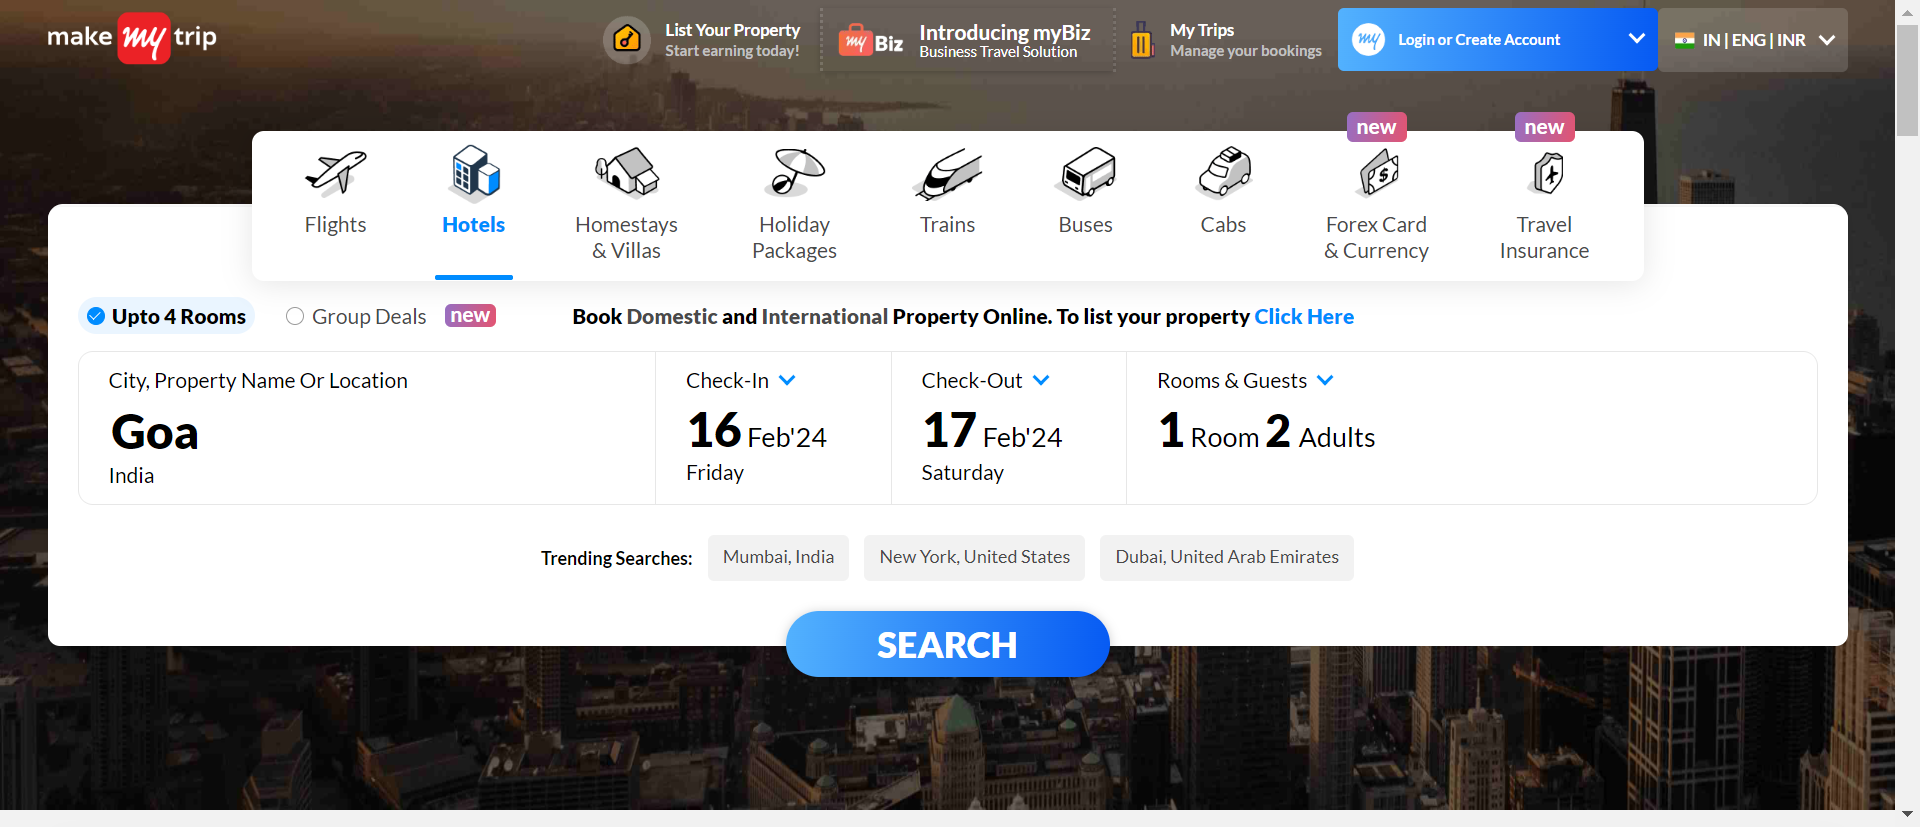 make my trip
List Your Property
Start earning today!
my Biz
Introducing myBiz
Business Travel Solution
My Trips
Manage your bookings
my
Login or Create Account
IN | ENG | INR
new
new
Flights
Hotels
Homestays
& Villas
Holiday
Packages
Trains
Buses
Cabs
Forex Card
& Currency
Travel
Insurance
Upto 4 Rooms
Group Deals
new
Book Domestic and International Property Online. To list your property Click Here
City, Property Name Or Location
Goa
India
Check-In
16 Feb'24
Friday
Check-Out
17 Feb'24
Saturday
Rooms & Guests
1 Room 2 Adults
Trending Searches:
Mumbai, India
New York, United States
Dubai, United Arab Emirates
SEARCH